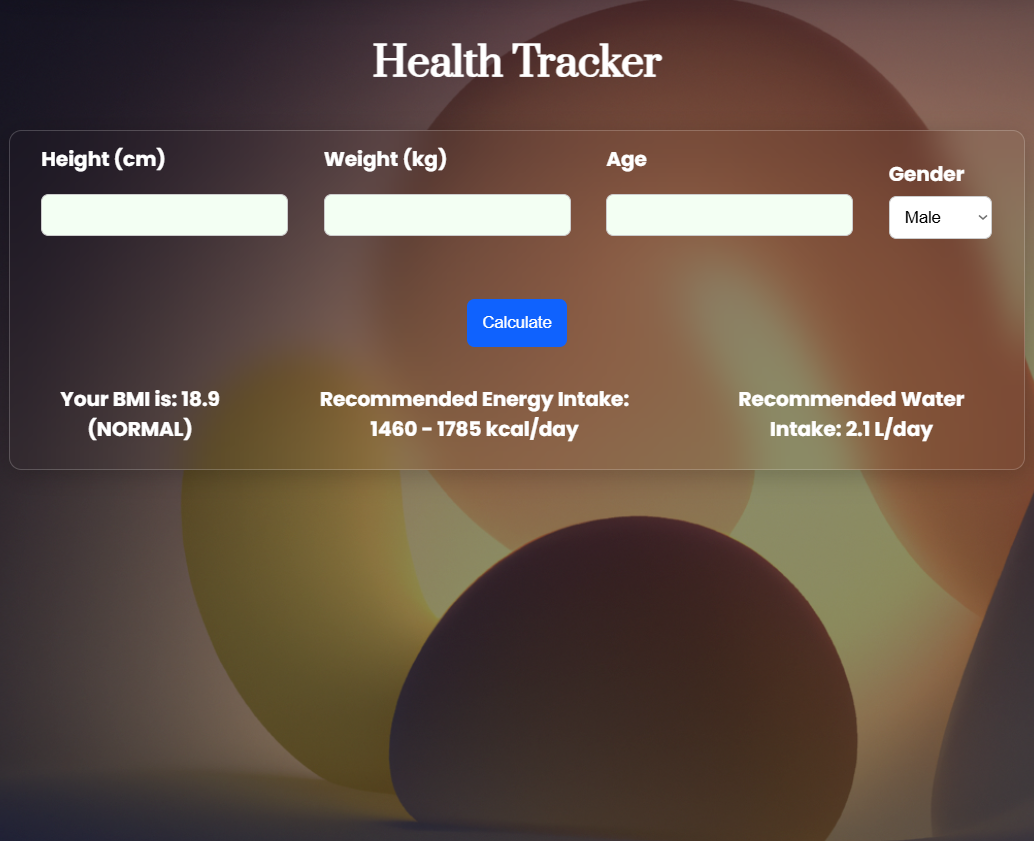 Health Tracker
Height (cm)
Weight (kg)
Age
Gender
Male
Calculate
Your BMI is: 18.9
(NORMAL)
Recommended Energy Intake:
1460 - 1785 kcal/day
Recommended Water
Intake: 2.1 L/day